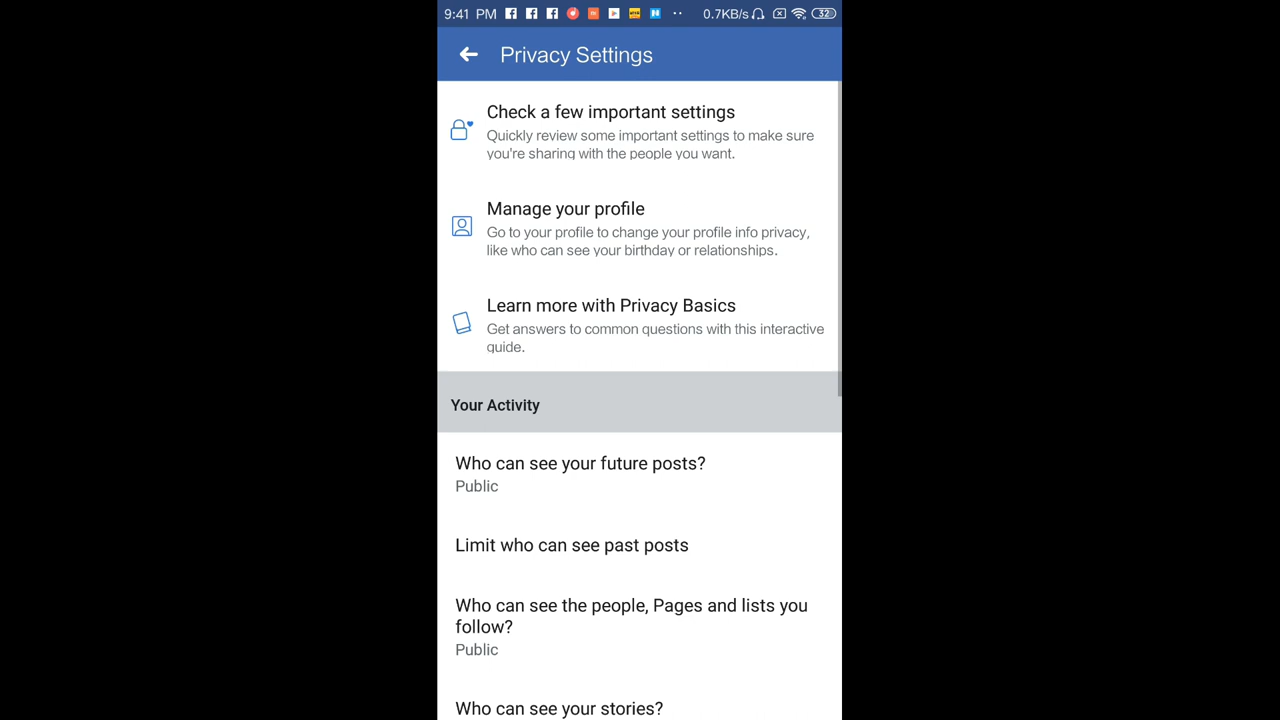 9:41 PM 0.7KB/s 32
Privacy Settings
Check a few important settings
Quickly review some important settings to make sure
you're sharing with the people you want.
Manage your profile
Go to your profile to change your profile info privacy,
like who can see your birthday or relationships.
Learn more with Privacy Basics
Get answers to common questions with this interactive
guide.
Your Activity
Who can see your future posts?
Public
Limit who can see past posts
Who can see the people, Pages and lists you
follow?
Public
Who can see your stories?